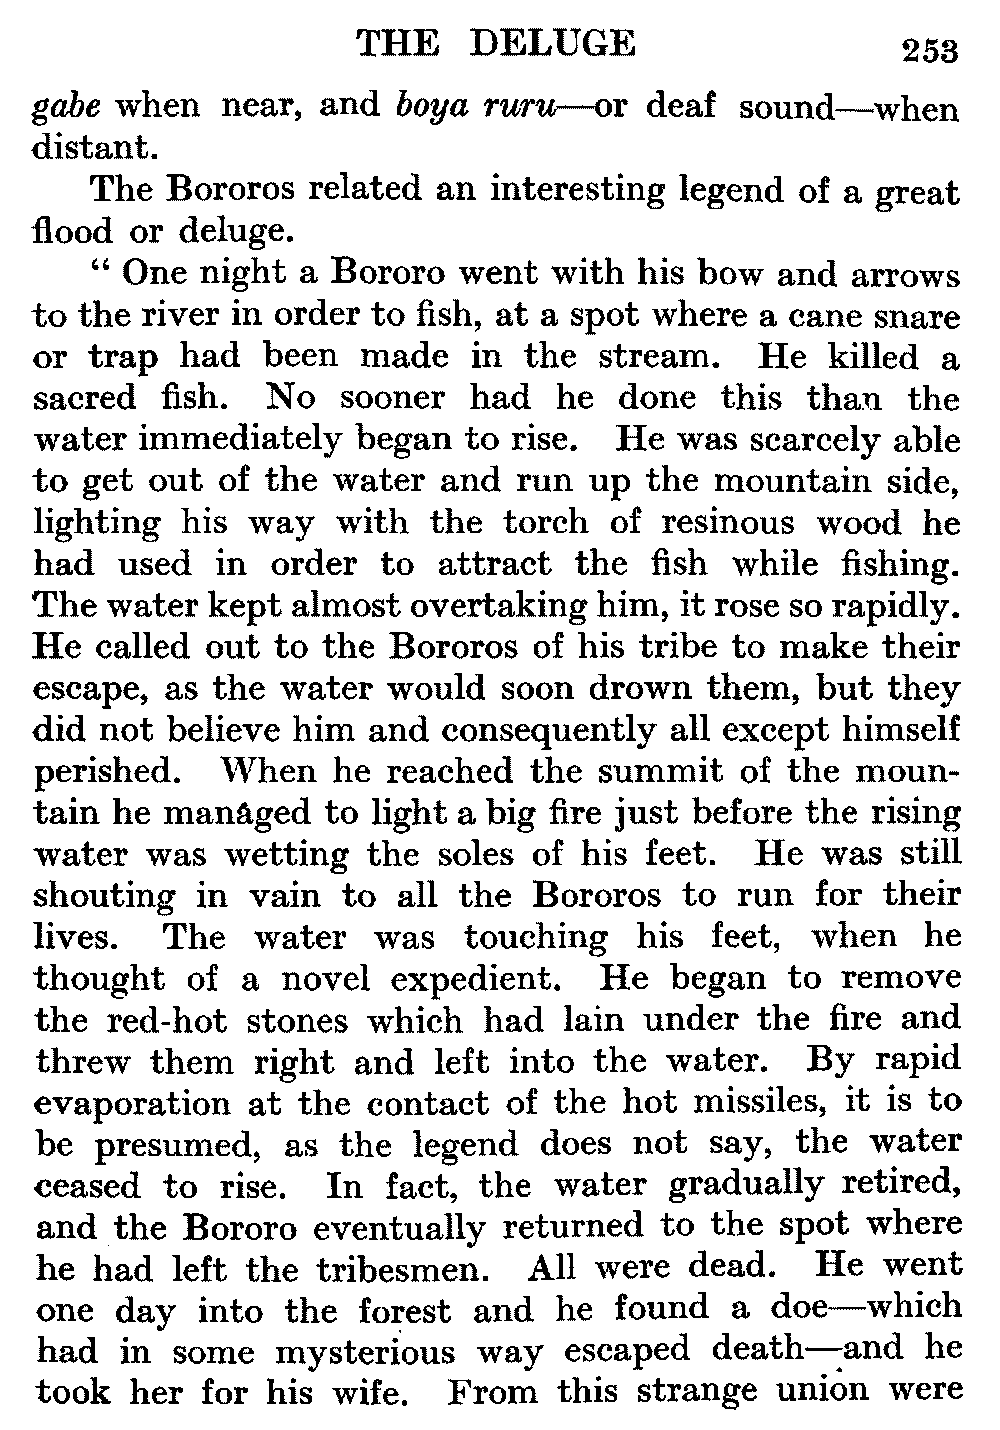 THE DELUGE 253
gabe when near, and boya ruru—or deaf sound—when
distant.
The Bororos related an interesting legend of a great
flood or deluge.
“ One night a Bororo went with his bow and arrows
to the river in order to fish, at a spot where a cane snare
or trap had been made in the stream. He killed a
sacred fish. No sooner had he done this than the
water immediately began to rise. He was scarcely able
to get out of the water and run up the mountain side,
lighting his way with the torch of resinous wood he
had used in order to attract the fish while fishing.
The water kept almost overtaking him, it rose so rapidly.
He called out to the Bororos of his tribe to make their
escape, as the water would soon drown them, but they
did not believe him and consequently all except himself
perished. When he reached the summit of the moun-
tain he managed to light a big fire just before the rising
water was wetting the soles of his feet. He was still
shouting in vain to all the Bororos to run for their
lives. The water was touching his feet, when he
thought of a novel expedient. He began to remove
the red-hot stones which had lain under the fire and
threw them right and left into the water. By rapid
evaporation at the contact of the hot missiles, it is to
be presumed, as the legend does not say, the water
ceased to rise. In fact, the water gradually retired,
and the Bororo eventually returned to the spot where
he had left the tribesmen. All were dead. He went
one day into the forest and he found a doe—which
had in some mysterious way escaped death—and he
took her for his wife. From this strange union were